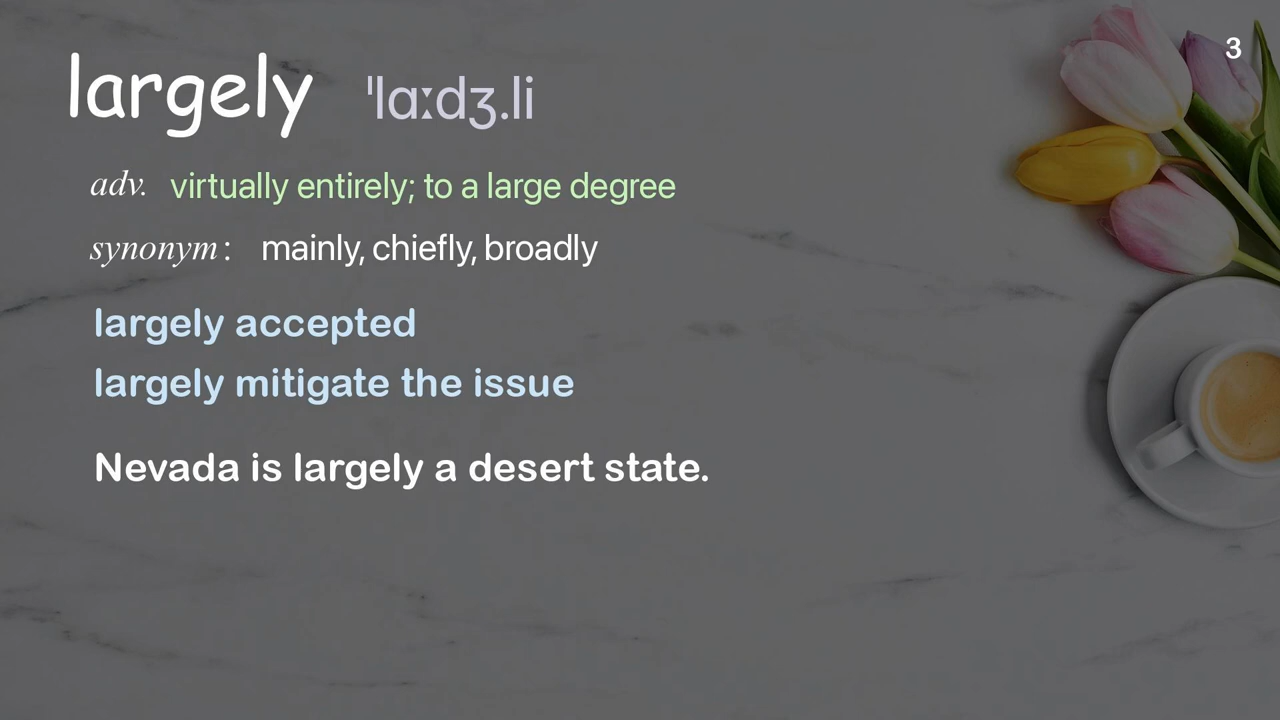 3
largely ˈlɑːdʒ.li
adv. virtually entirely; to a large degree
synonym: mainly, chiefly, broadly
largely accepted
largely mitigate the issue
Nevada is largely a desert state.